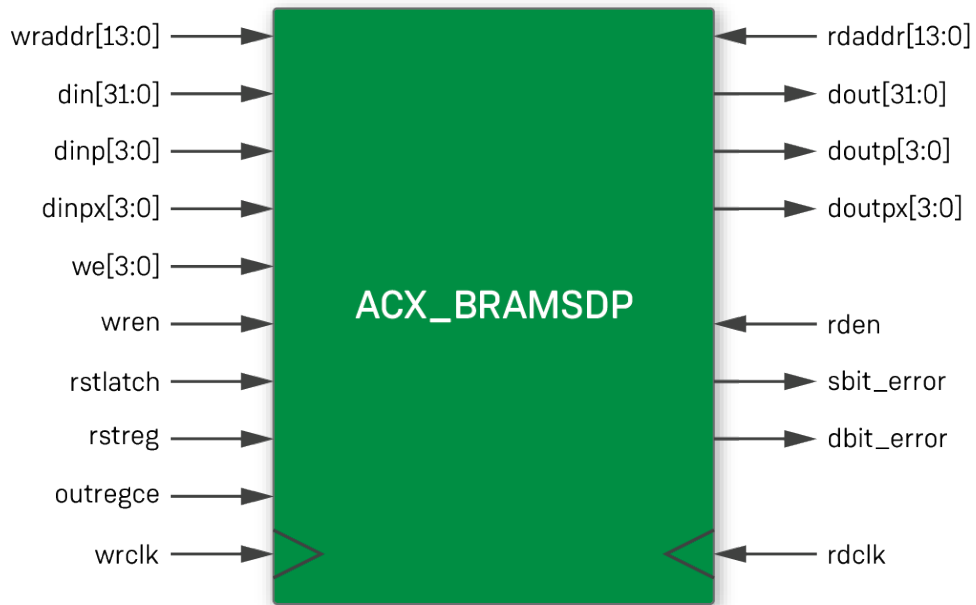 wraddr[13:0]
din[31:0]
dinp[3:0]
dinpx[3:0]
we[3:0]
wren
rstlatch
rstreg
outregce
wrclk
ACX_BRAMSDP
rdaddr[13:0]
dout[31:0]
doutp[3:0]
doutpx[3:0]
rden
sbit_error
dbit_error
rdclk